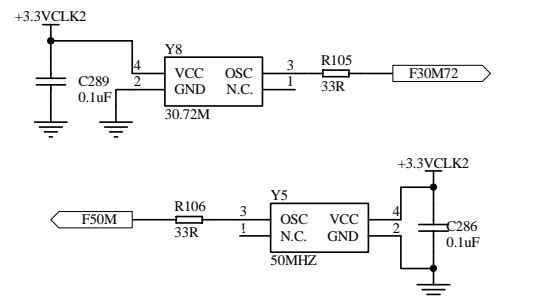 +3.3VCLK2
Y8
4 VCC OSC 3
2 GND N.C. 1
30.72M
C289
0.1uF
R105
33R
F30M72
+3.3VCLK2
Y5
3 OSC VCC 4
1 N.C. GND 2
50MHZ
R106
33R
F50M
C286
0.1uF